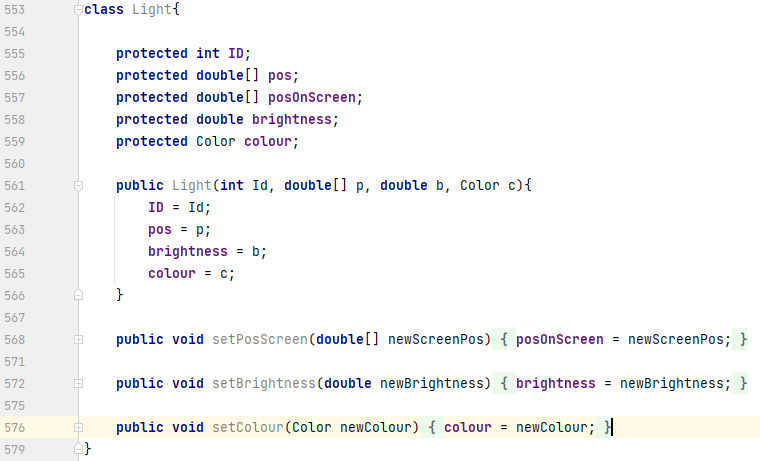 553 class Light{
554
555 protected int ID;
556 protected double[] pos;
557 protected double[] posOnScreen;
558 protected double brightness;
559 protected Color colour;
560
561 public Light(int Id, double[] p, double b, Color c){
562 ID = Id;
563 pos = p;
564 brightness = b;
565 colour = c;
566 }
567
568 public void setPosScreen(double[] newScreenPos) { posOnScreen = newScreenPos; }
571
572 public void setBrightness(double newBrightness) { brightness = newBrightness; }
575
576 public void setColour(Color newColour) { colour = newColour; }
579 }